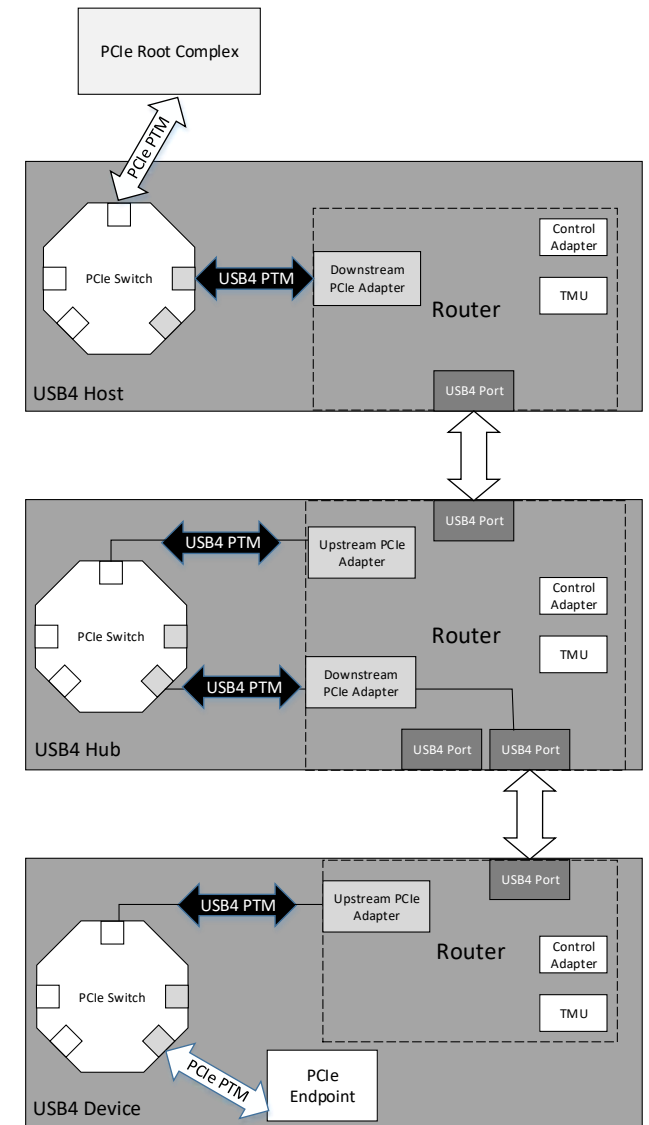 PCIe Root Complex
PCIe PTM
PCIe Switch
USB4 PTM
Downstream
PCIe Adapter
Control
Adapter
TMU
Router
USB4 Port
USB4 Host
USB4 Port
USB4 PTM
Upstream PCIe
Adapter
Control
Adapter
Router
PCIe Switch
TMU
USB4 PTM
Downstream
PCIe Adapter
USB4 Port
USB4 Port
USB4 Hub
USB4 Port
USB4 PTM
Upstream PCIe
Adapter
Router
Control
Adapter
PCIe Switch
TMU
PCIe PTM
PCIe
Endpoint
USB4 Device